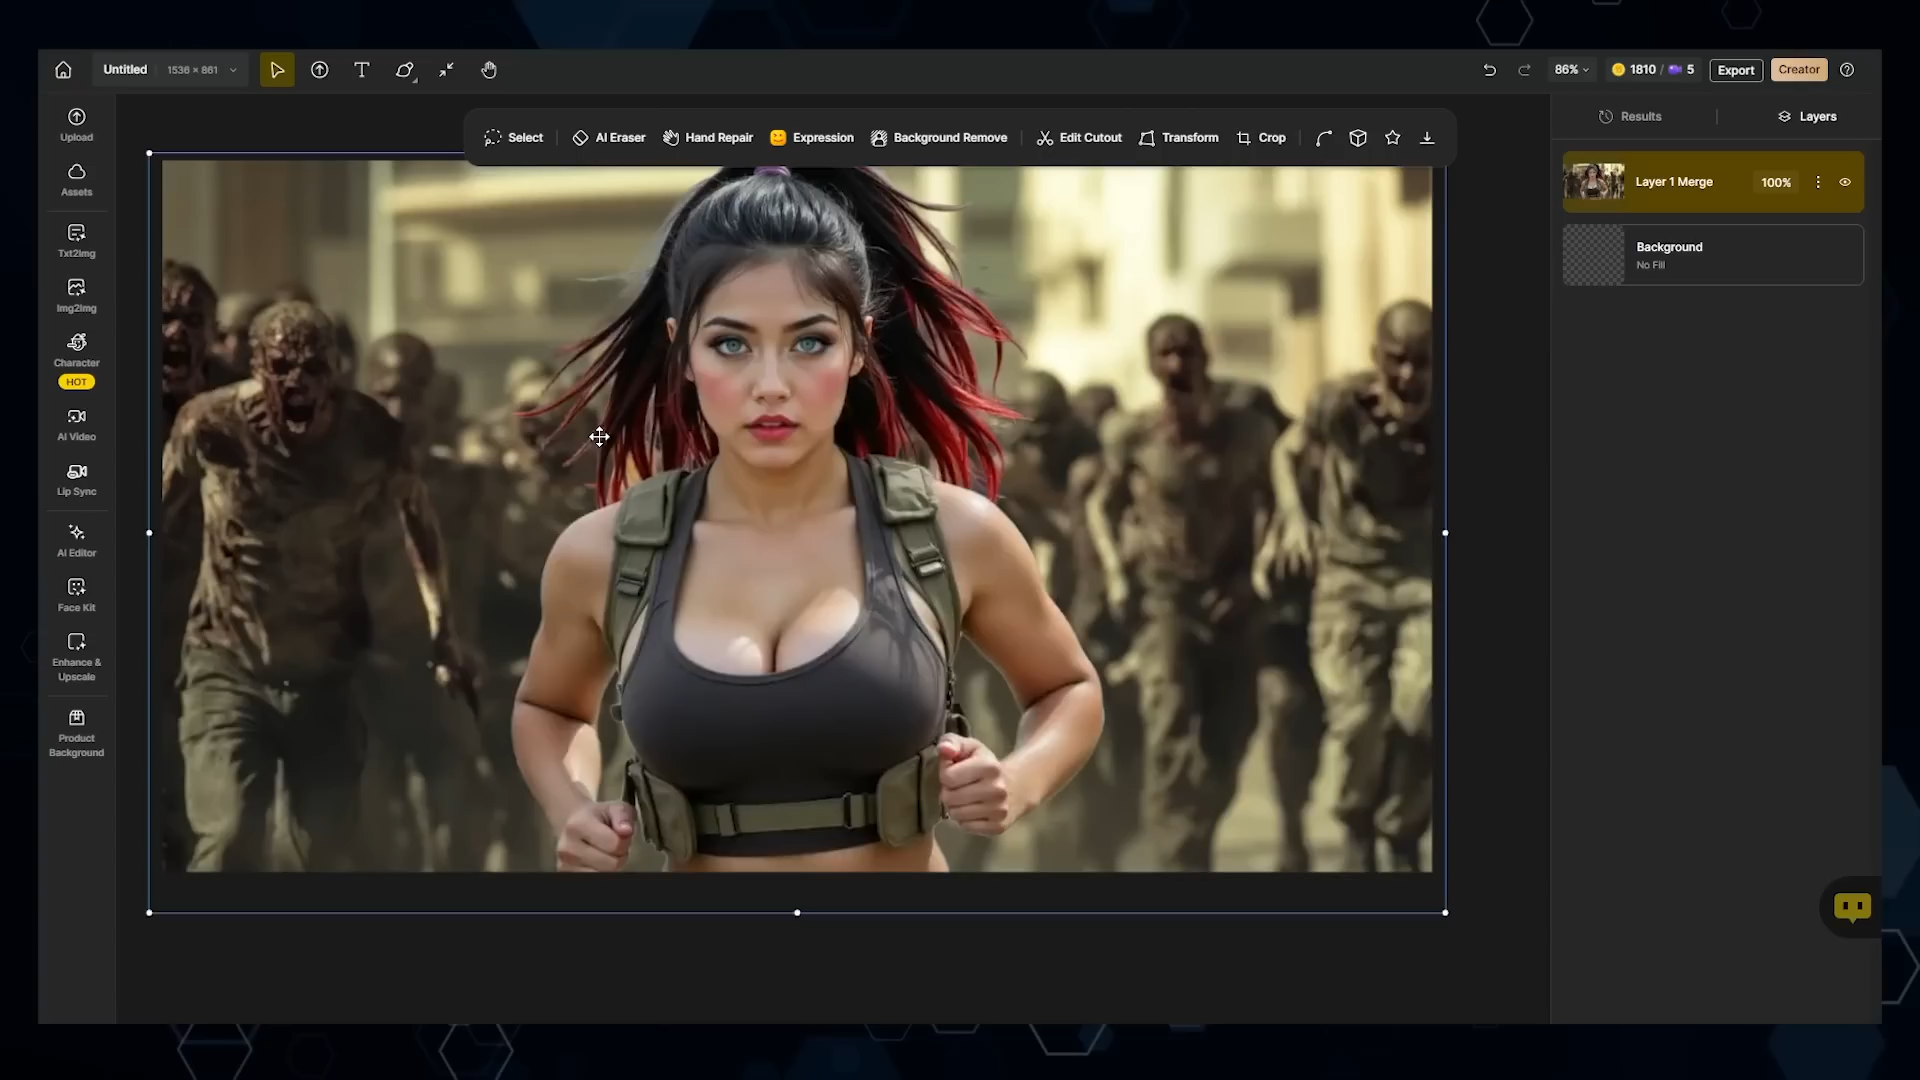 Untitled 1536 × 861
86% 1810 / 5 Export Creator
Select AI Eraser Hand Repair Expression Background Remove Edit Cutout Transform Crop
Results Layers
Upload
Assets
Txt2Img
Img2Img
Character
HOT
AI Video
Lip Sync
AI Editor
Face Kit
Enhance &
Upscale
Product
Background
Layer 1 Merge 100%
Background
No Fill